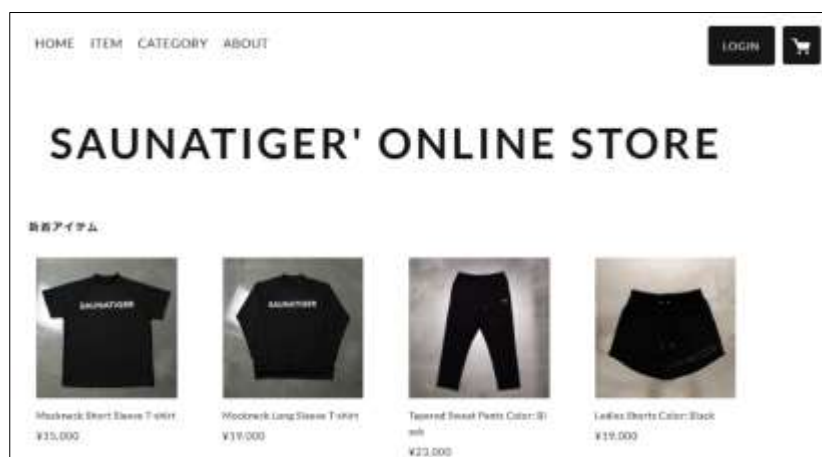 HOME ITEM CATEGORY ABOUT
LOGIN
SAUNATIGER' ONLINE STORE
新着アイテム
SAUNATIGER
SAUNATIGER
Mockneck Short Sleeve T-shirt
¥15,000
Mockneck Long Sleeve T-shirt
¥19,000
Tapered Sweat Pants Color: Bl
ack
¥23,000
Ladies Shorts Color: Black
¥19,000